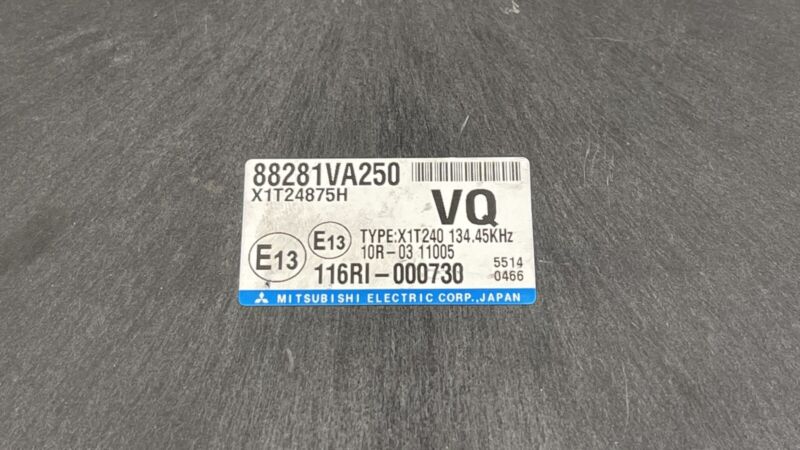 88281VA250
X1T24875H
VQ
E13
E13
TYPE:X1T240 134.45KHz
10R-03 11005
116RI-000730
5514
0466
MITSUBISHI ELECTRIC CORP.,JAPAN